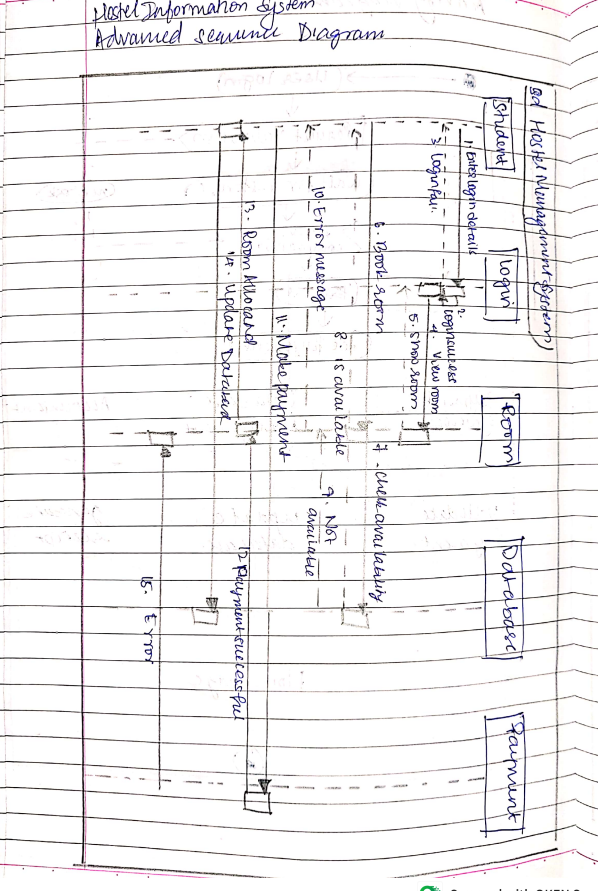 Hostel Information System
Advanced sequence Diagram
sd Hostel Management System
Student
Login
Room
Database
Payment
1. Enter login details
2. login success
3. login fail.
4. View room
5. Show room
6. Book room
7. check availability
8. is available
9. Not
available
10. Error message
11. Make payment
12. payment successful
13. Room Allocated
14. Update Database
15. Error